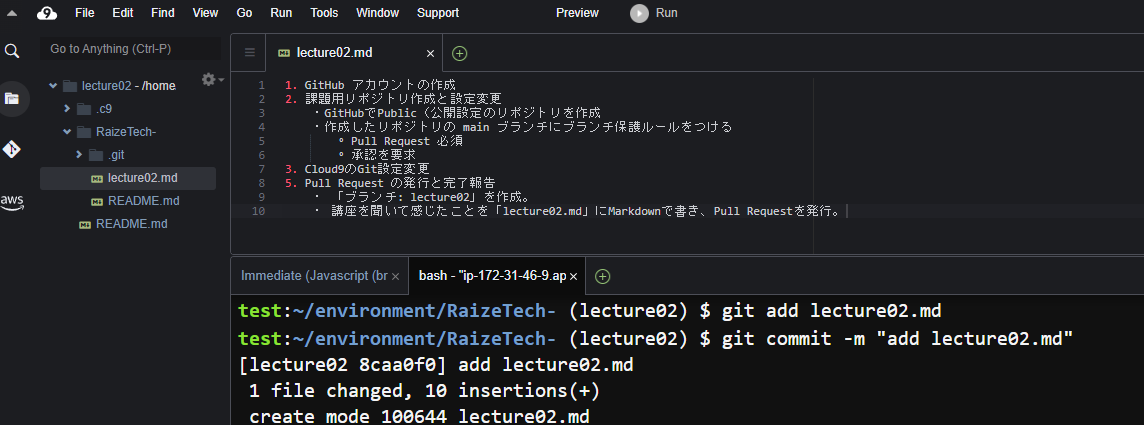 File Edit Find View Go Run Tools Window Support Preview Run
Go to Anything (Ctrl-P)
lecture02 - /home
.c9
RaizeTech-
.git
lecture02.md
README.md
README.md
aws
lecture02.md
1 1. GitHub アカウントの作成
2 2. 課題用リポジトリ作成と設定変更
3 ・GitHubでPublic（公開設定のリポジトリを作成
4 ・作成したリポジトリの main ブランチにブランチ保護ルールをつける
5 ° Pull Request 必須
6 ° 承認を要求
7 3. Cloud9のGit設定変更
8 5. Pull Request の発行と完了報告
9 ・ 「ブランチ: lecture02」を作成。
10 ・ 講座を聞いて感じたことを「lecture02.md」にMarkdownで書き、Pull Requestを発行。
Immediate (Javascript (br
bash - "ip-172-31-46-9.ap
test:~/environment/RaizeTech- (lecture02) $ git add lecture02.md
test:~/environment/RaizeTech- (lecture02) $ git commit -m "add lecture02.md"
[lecture02 8caa0f0] add lecture02.md
1 file changed, 10 insertions(+)
create mode 100644 lecture02.md